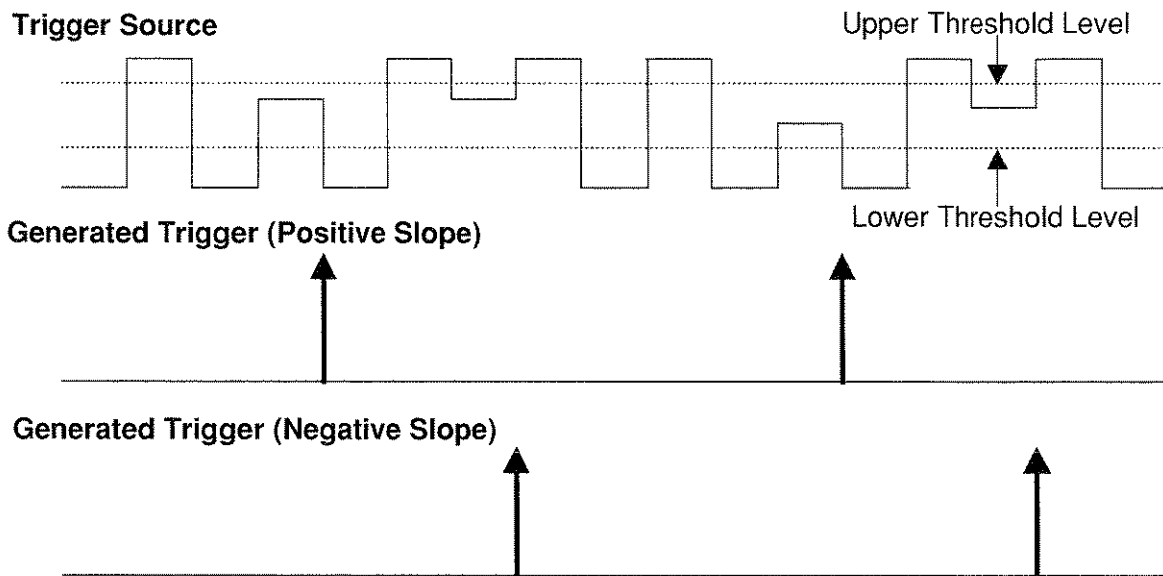 Trigger Source
Upper Threshold Level
Lower Threshold Level
Generated Trigger (Positive Slope)
Generated Trigger (Negative Slope)